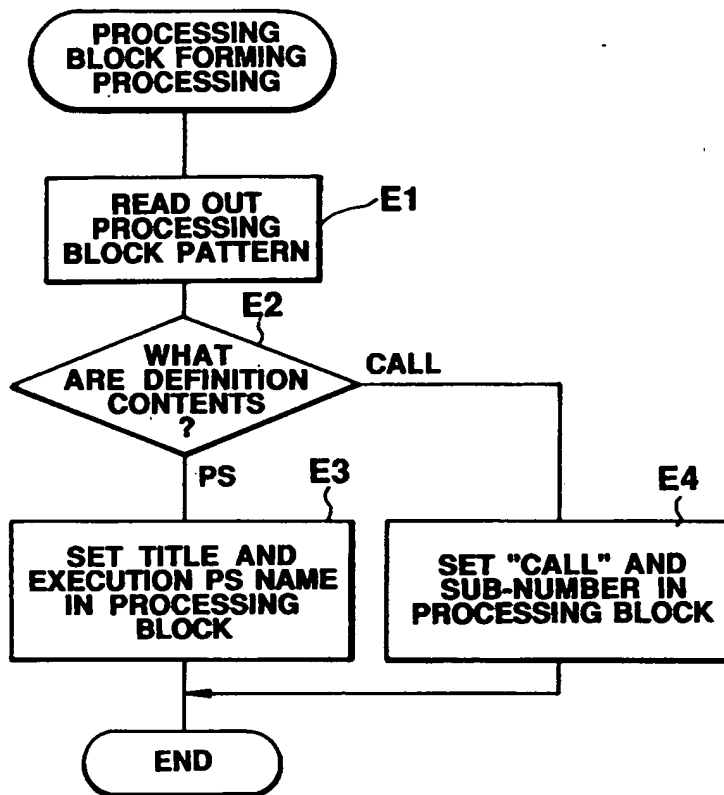 PROCESSING
BLOCK FORMING
PROCESSING
READ OUT
PROCESSING
BLOCK PATTERN
E1
E2
WHAT
ARE DEFINITION
CONTENTS
?
CALL
PS
E3
SET TITLE AND
EXECUTION PS NAME
IN PROCESSING
BLOCK
E4
SET "CALL" AND
SUB-NUMBER IN
PROCESSING BLOCK
END